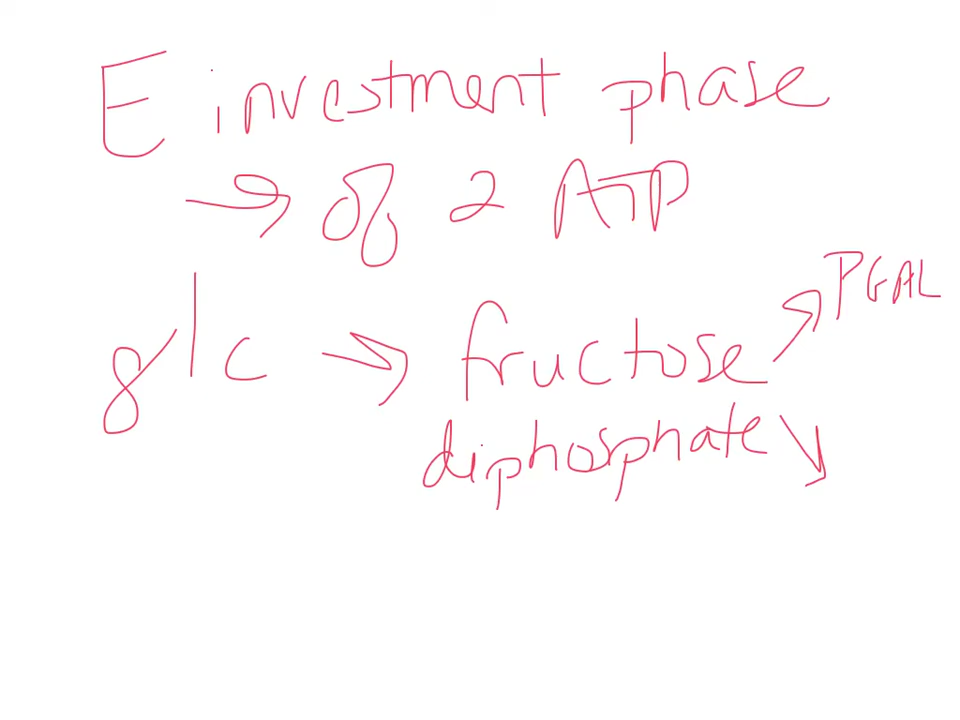 E investment phase
→ of 2 ATP
glc → fructose ↗ PGAL
diphosphate ↘